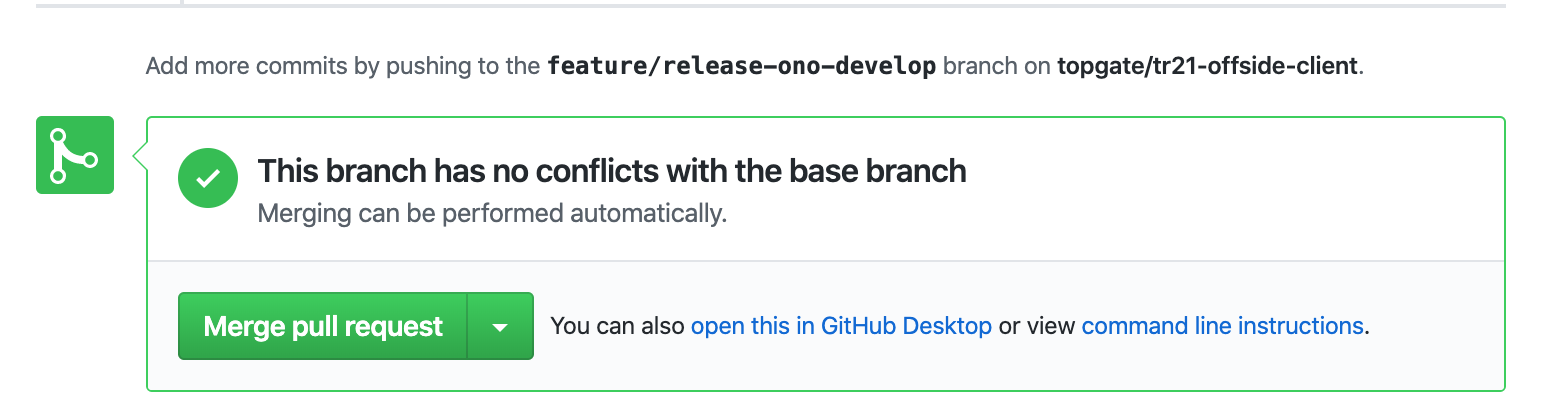 Add more commits by pushing to the feature/release-ono-develop branch on topgate/tr21-offside-client.
This branch has no conflicts with the base branch
Merging can be performed automatically.
Merge pull request You can also open this in GitHub Desktop or view command line instructions.